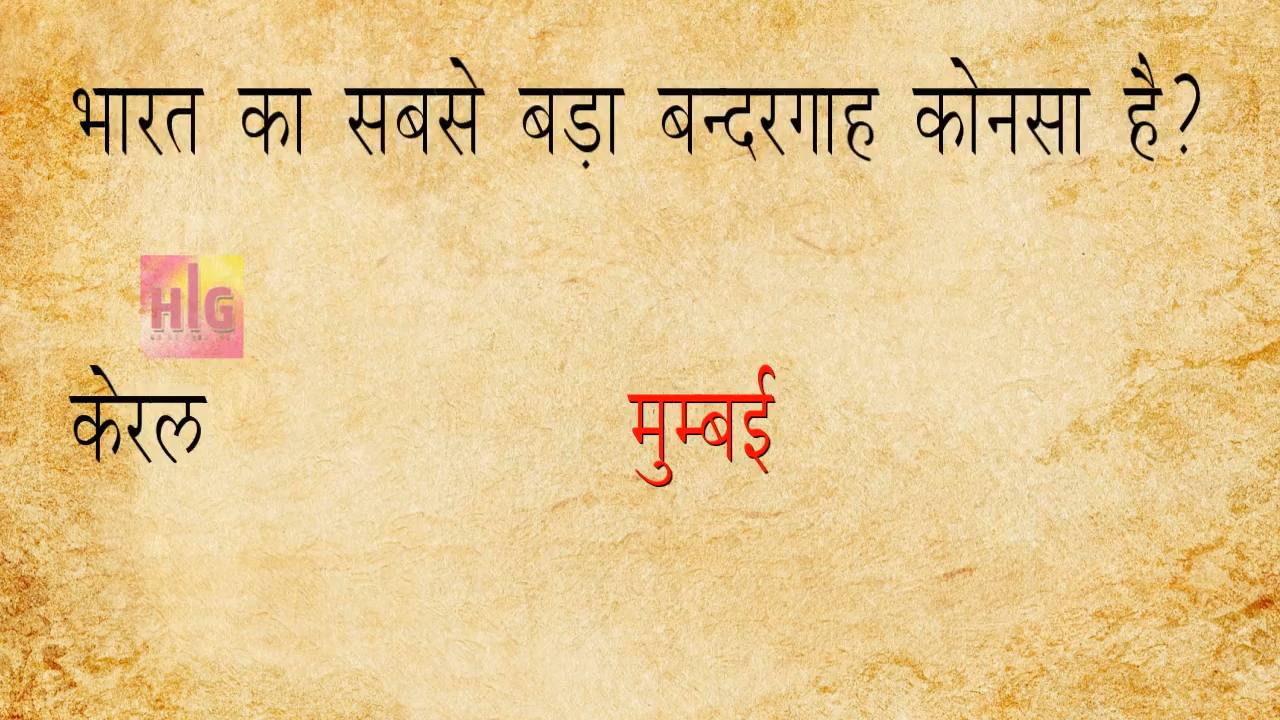 भारत का सबसे बड़ा बन्दरगाह कोनसा है?
HIG
केरल
मुम्बई